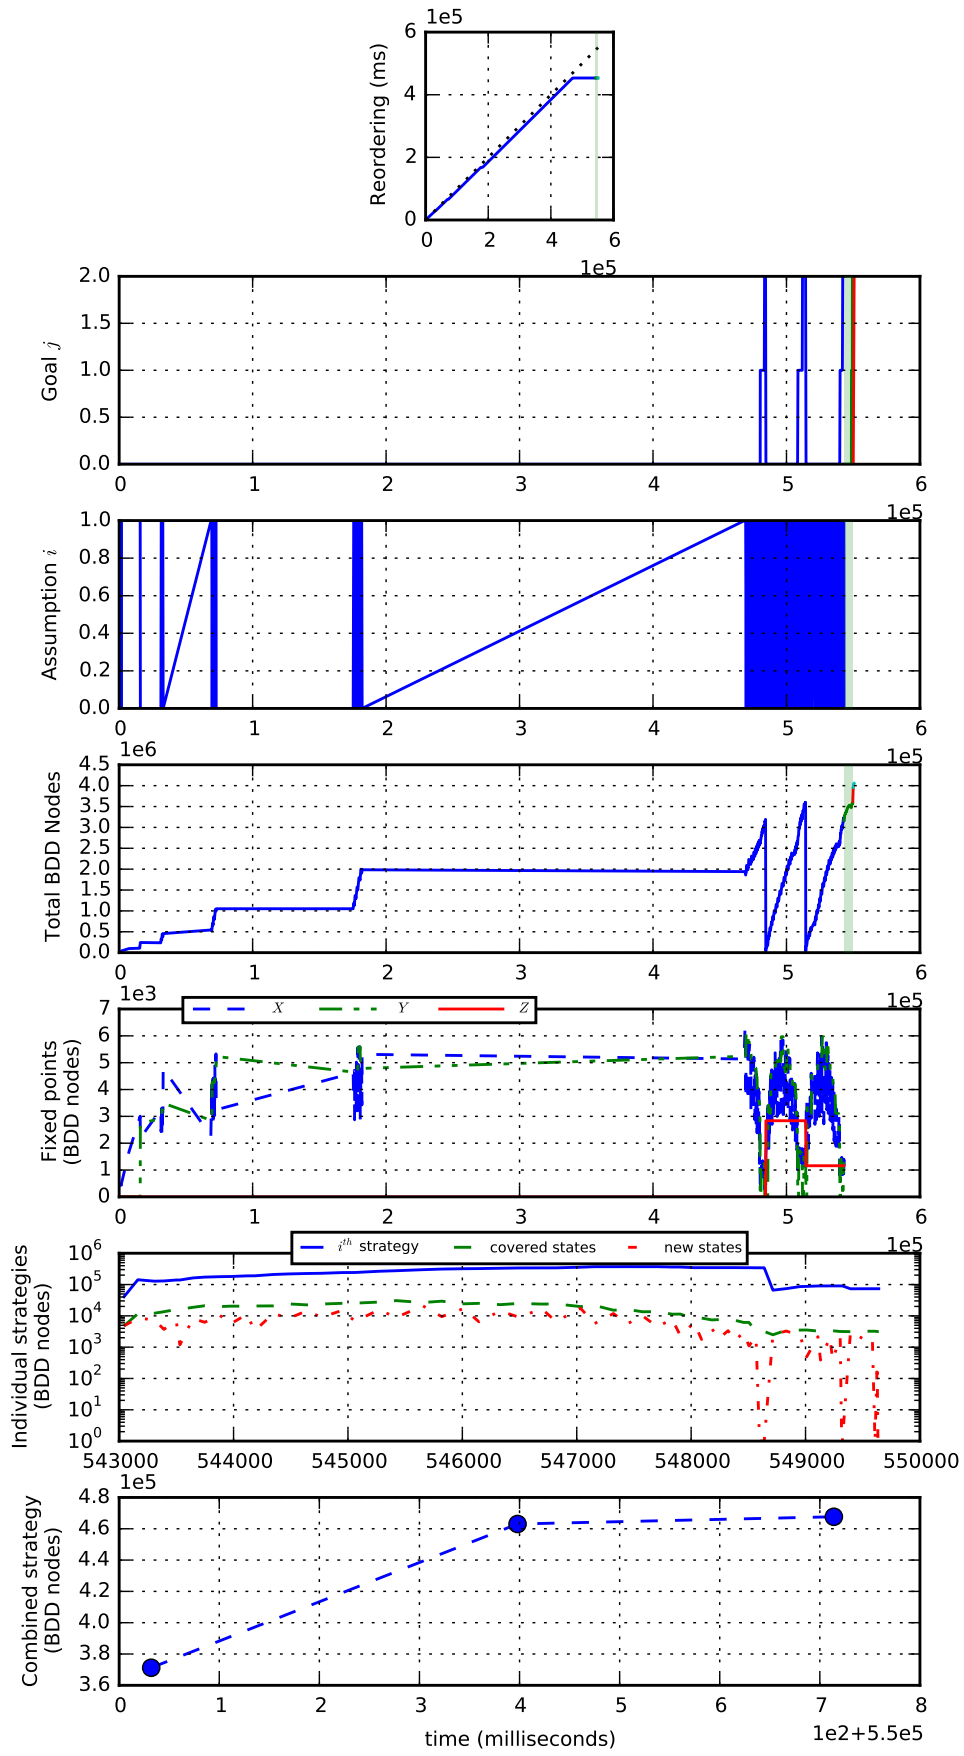 1e5
Reordering (ms)
6
4
2
0
0 2 4 6
1e5
Goal j
2.0
1.5
1.0
0.5
0.0
0 1 2 3 4 5 6
1e5
Assumption i
1.0
0.8
0.6
0.4
0.2
0.0
0 1 2 3 4 5 6
1e5
1e6
Total BDD Nodes
4.5
4.0
3.5
3.0
2.5
2.0
1.5
1.0
0.5
0.0
0 1 2 3 4 5 6
1e5
1e3
X Y Z
Fixed points
(BDD nodes)
7
6
5
4
3
2
1
0
0 1 2 3 4 5 6
1e5
i^th strategy covered states new states
Individual strategies
(BDD nodes)
10^6
10^5
10^4
10^3
10^2
10^1
10^0
543000 544000 545000 546000 547000 548000 549000 550000
1e5
Combined strategy
(BDD nodes)
4.8
4.6
4.4
4.2
4.0
3.8
3.6
0 1 2 3 4 5 6 7 8
time (milliseconds)
1e2+5.5e5